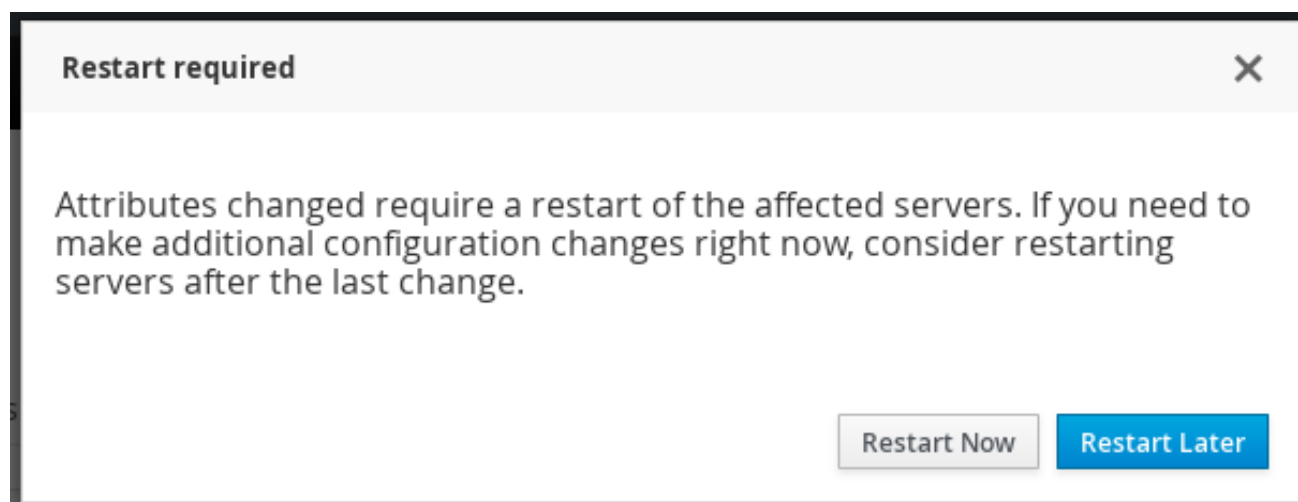 Restart required
Attributes changed require a restart of the affected servers. If you need to
make additional configuration changes right now, consider restarting
servers after the last change.
Restart Now
Restart Later